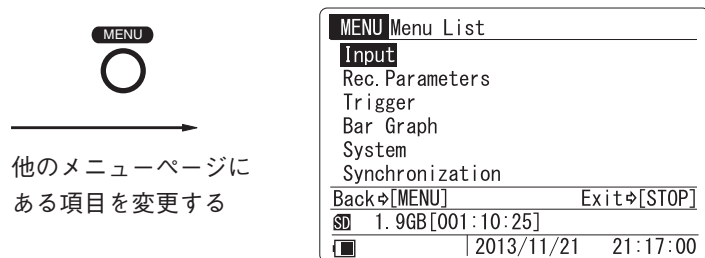 MENU
他のメニューページに
ある項目を変更する
MENU Menu List
Input
Rec.Parameters
Trigger
Bar Graph
System
Synchronization
Back⇨[MENU] Exit⇨[STOP]
SD 1.9GB[001:10:25]
2013/11/21 21:17:00